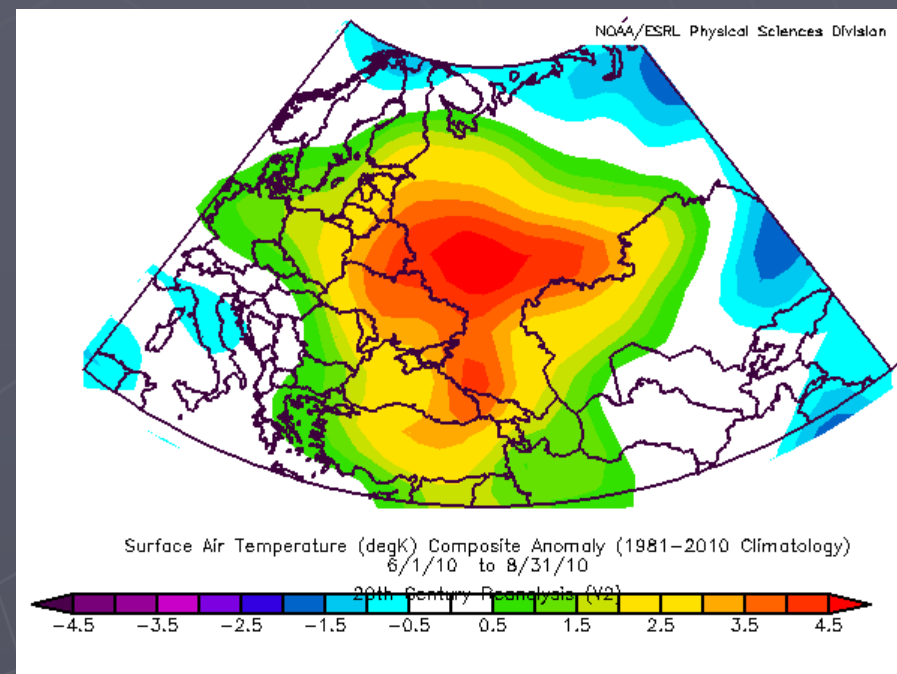 NOAA/ESRL Physical Sciences Division
Surface Air Temperature (degK) Composite Anomaly (1981-2010 Climatology)
6/1/10 to 8/31/10
20th Century Reanalysis (V2)
-4.5 -3.5 -2.5 -1.5 -0.5 0.5 1.5 2.5 3.5 4.5